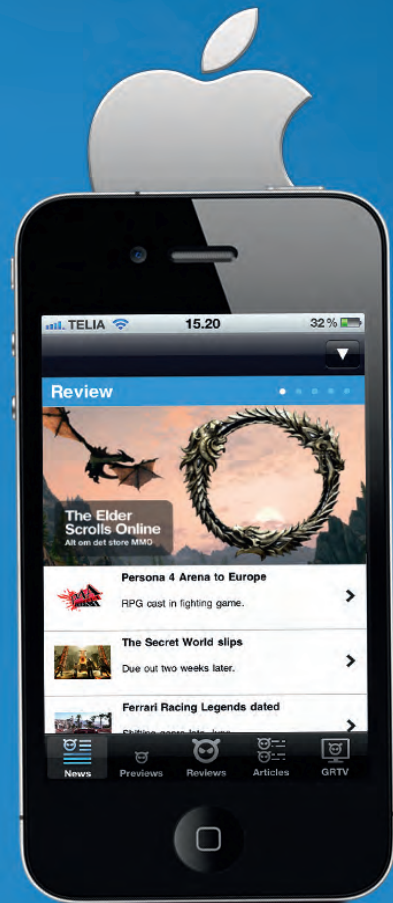 TELIA 15.20 32%
Review
The Elder
Scrolls Online
Alt om det store MMO
Persona 4 Arena to Europe
RPG cast in fighting game.
The Secret World slips
Due out two weeks later.
Ferrari Racing Legends dated
News Previews Reviews Articles GRTV